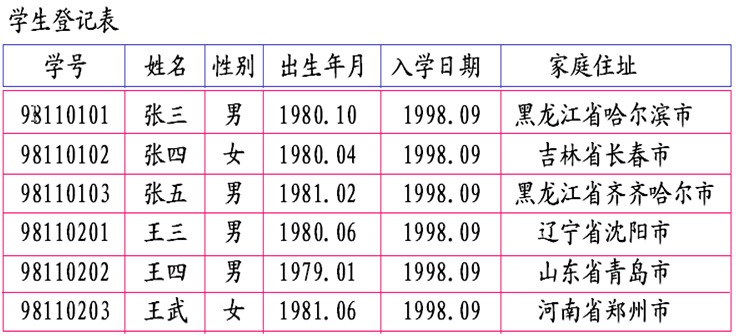 学生登记表
学号 姓名 性别 出生年月 入学日期 家庭住址
98110101 张三 男 1980.10 1998.09 黑龙江省哈尔滨市
98110102 张四 女 1980.04 1998.09 吉林省长春市
98110103 张五 男 1981.02 1998.09 黑龙江省齐齐哈尔市
98110201 王三 男 1980.06 1998.09 辽宁省沈阳市
98110202 王四 男 1979.01 1998.09 山东省青岛市
98110203 王武 女 1981.06 1998.09 河南省郑州市